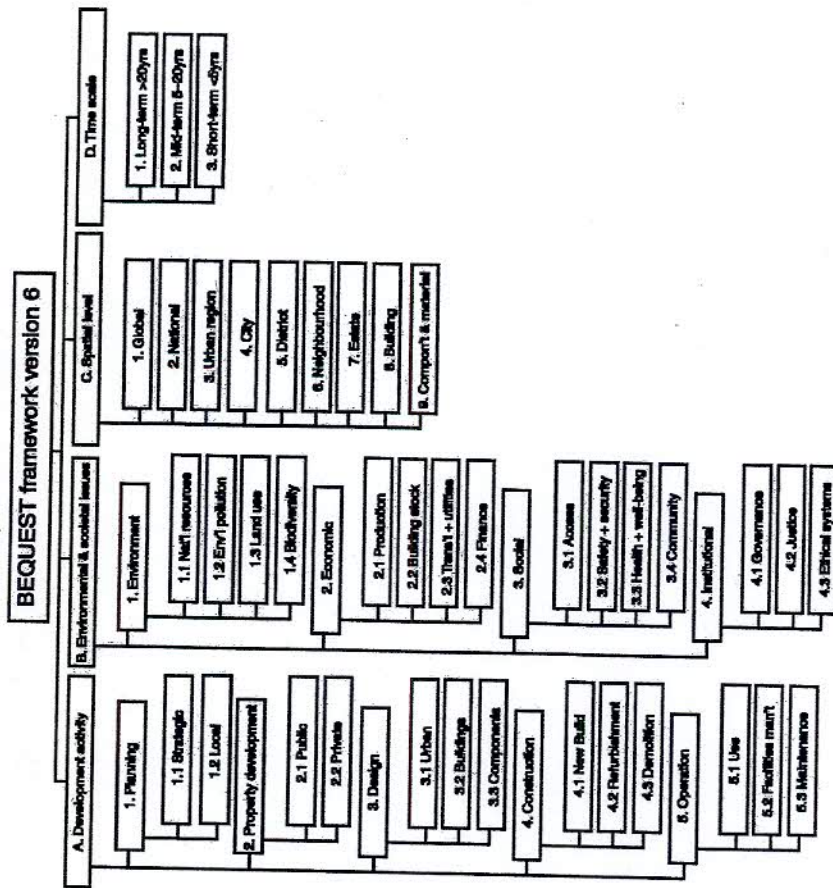 BEQUEST framework version 6
A. Development activity
1. Planning
1.1 Strategic
1.2 Local
2. Property development
2.1 Public
2.2 Private
3. Design
3.1 Urban
3.2 Buildings
3.3 Components
4. Construction
4.1 New Build
4.2 Refurbishment
4.3 Demolition
5. Operation
5.1 Use
5.2 Facilities man't
5.3 Maintenance
B. Environmental & societal issues
1. Environment
1.1 Nat'l resources
1.2 Env'l pollution
1.3 Land use
1.4 Biodiversity
2. Economic
2.1 Production
2.2 Building stock
2.3 Trans't + utilities
2.4 Finance
3. Social
3.1 Access
3.2 Safety + security
3.3 Health + well-being
3.4 Community
4. Institutional
4.1 Governance
4.2 Justice
4.3 Ethical systems
C. Spatial level
1. Global
2. National
3. Urban region
4. City
5. District
6. Neighbourhood
7. Estate
8. Building
9. Compon't & material
D. Time scale
1. Long-term >20yrs
2. Mid-term 5–20yrs
3. Short-term <5yrs